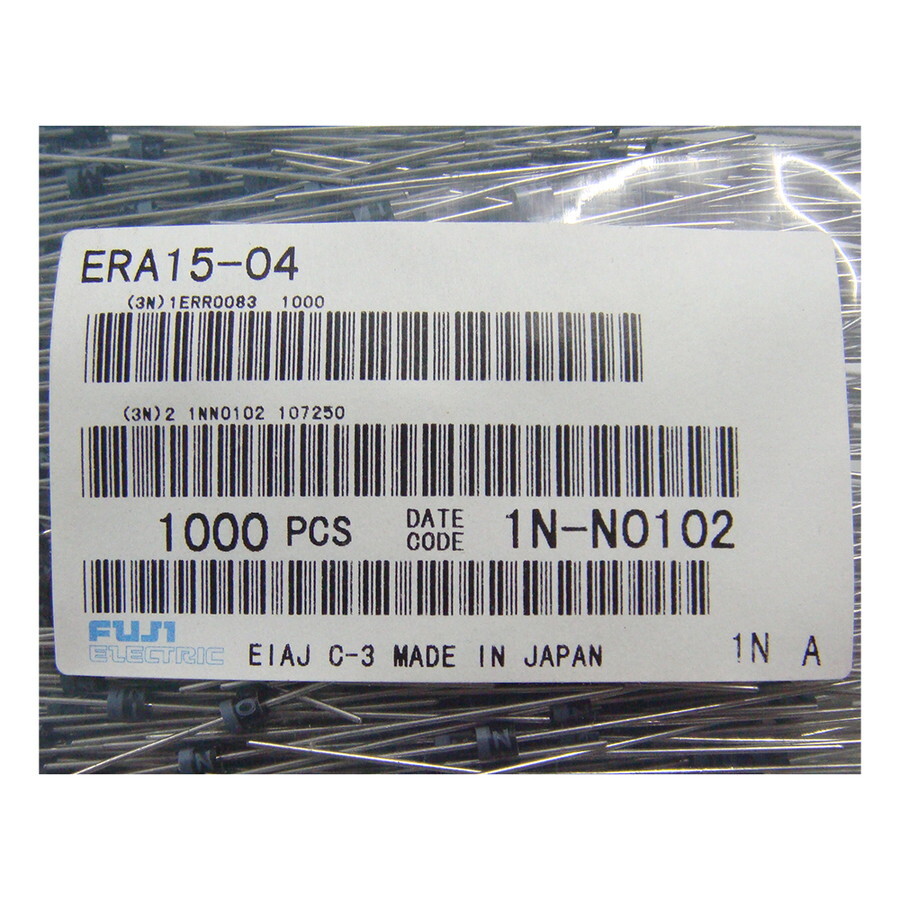 ERA15-04
(3N)1ERR0083 1000
(3N)2 1NN0102 107250
1000 PCS DATE CODE 1N-N0102
FUJI ELECTRIC EIAJ C-3 MADE IN JAPAN 1N A